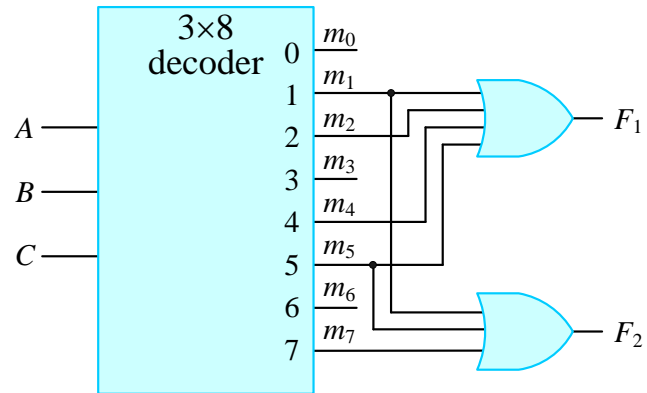 3×8
decoder
A
B
C
0 m₀
1 m₁
2 m₂
3 m₃
4 m₄
5 m₅
6 m₆
7 m₇
F₁
F₂